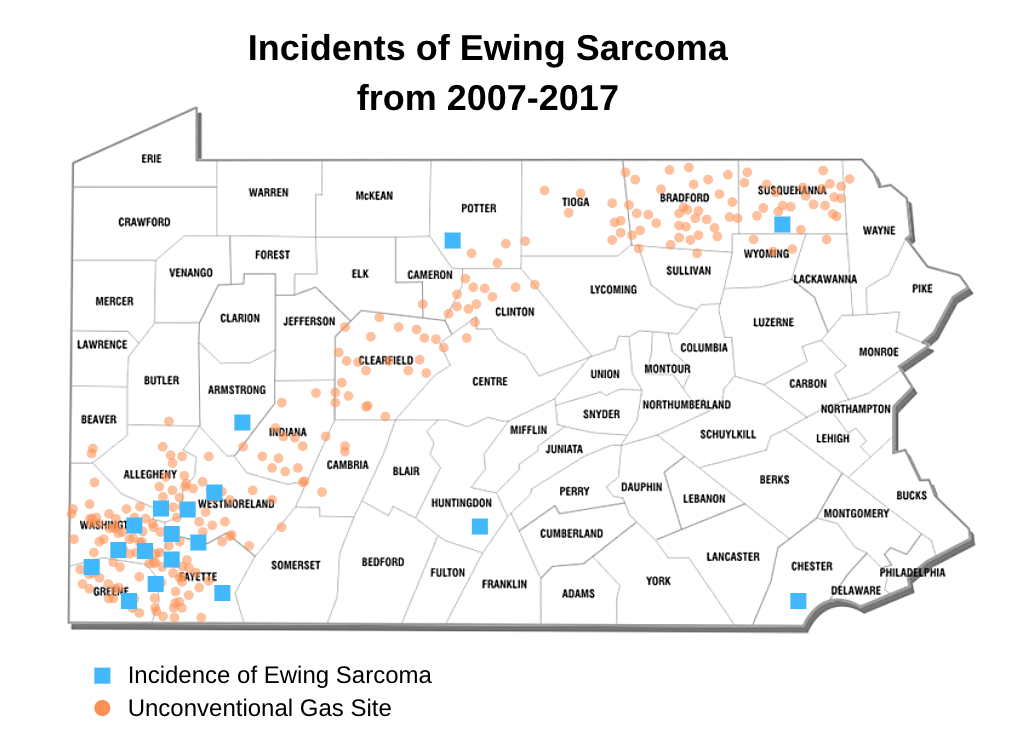 Incidents of Ewing Sarcoma
from 2007-2017
ERIE
WARREN
McKEAN
POTTER
TIOGA
BRADFORD
SUSQUEHANNA
WAYNE
CRAWFORD
FOREST
VENANGO
ELK
CAMERON
WYOMING
SULLIVAN
LACKAWANNA
PIKE
MERCER
LYCOMING
CLINTON
CLARION
JEFFERSON
LUZERNE
LAWRENCE
COLUMBIA
MONROE
CLEARFIELD
MONTOUR
UNION
BUTLER
CENTRE
CARBON
ARMSTRONG
NORTHUMBERLAND
NORTHAMPTON
SNYDER
BEAVER
MIFFLIN
INDIANA
SCHUYLKILL
LEHIGH
JUNIATA
CAMBRIA
BLAIR
ALLEGHENY
BERKS
DAUPHIN
PERRY
LEBANON
BUCKS
WESTMORELAND
HUNTINGDON
MONTGOMERY
WASHINGT
CUMBERLAND
LANCASTER
BEDFORD
SOMERSET
CHESTER
FULTON
PHILADELPHIA
FAYETTE
YORK
FRANKLIN
GREENE
DELAWARE
ADAMS
Incidence of Ewing Sarcoma
Unconventional Gas Site